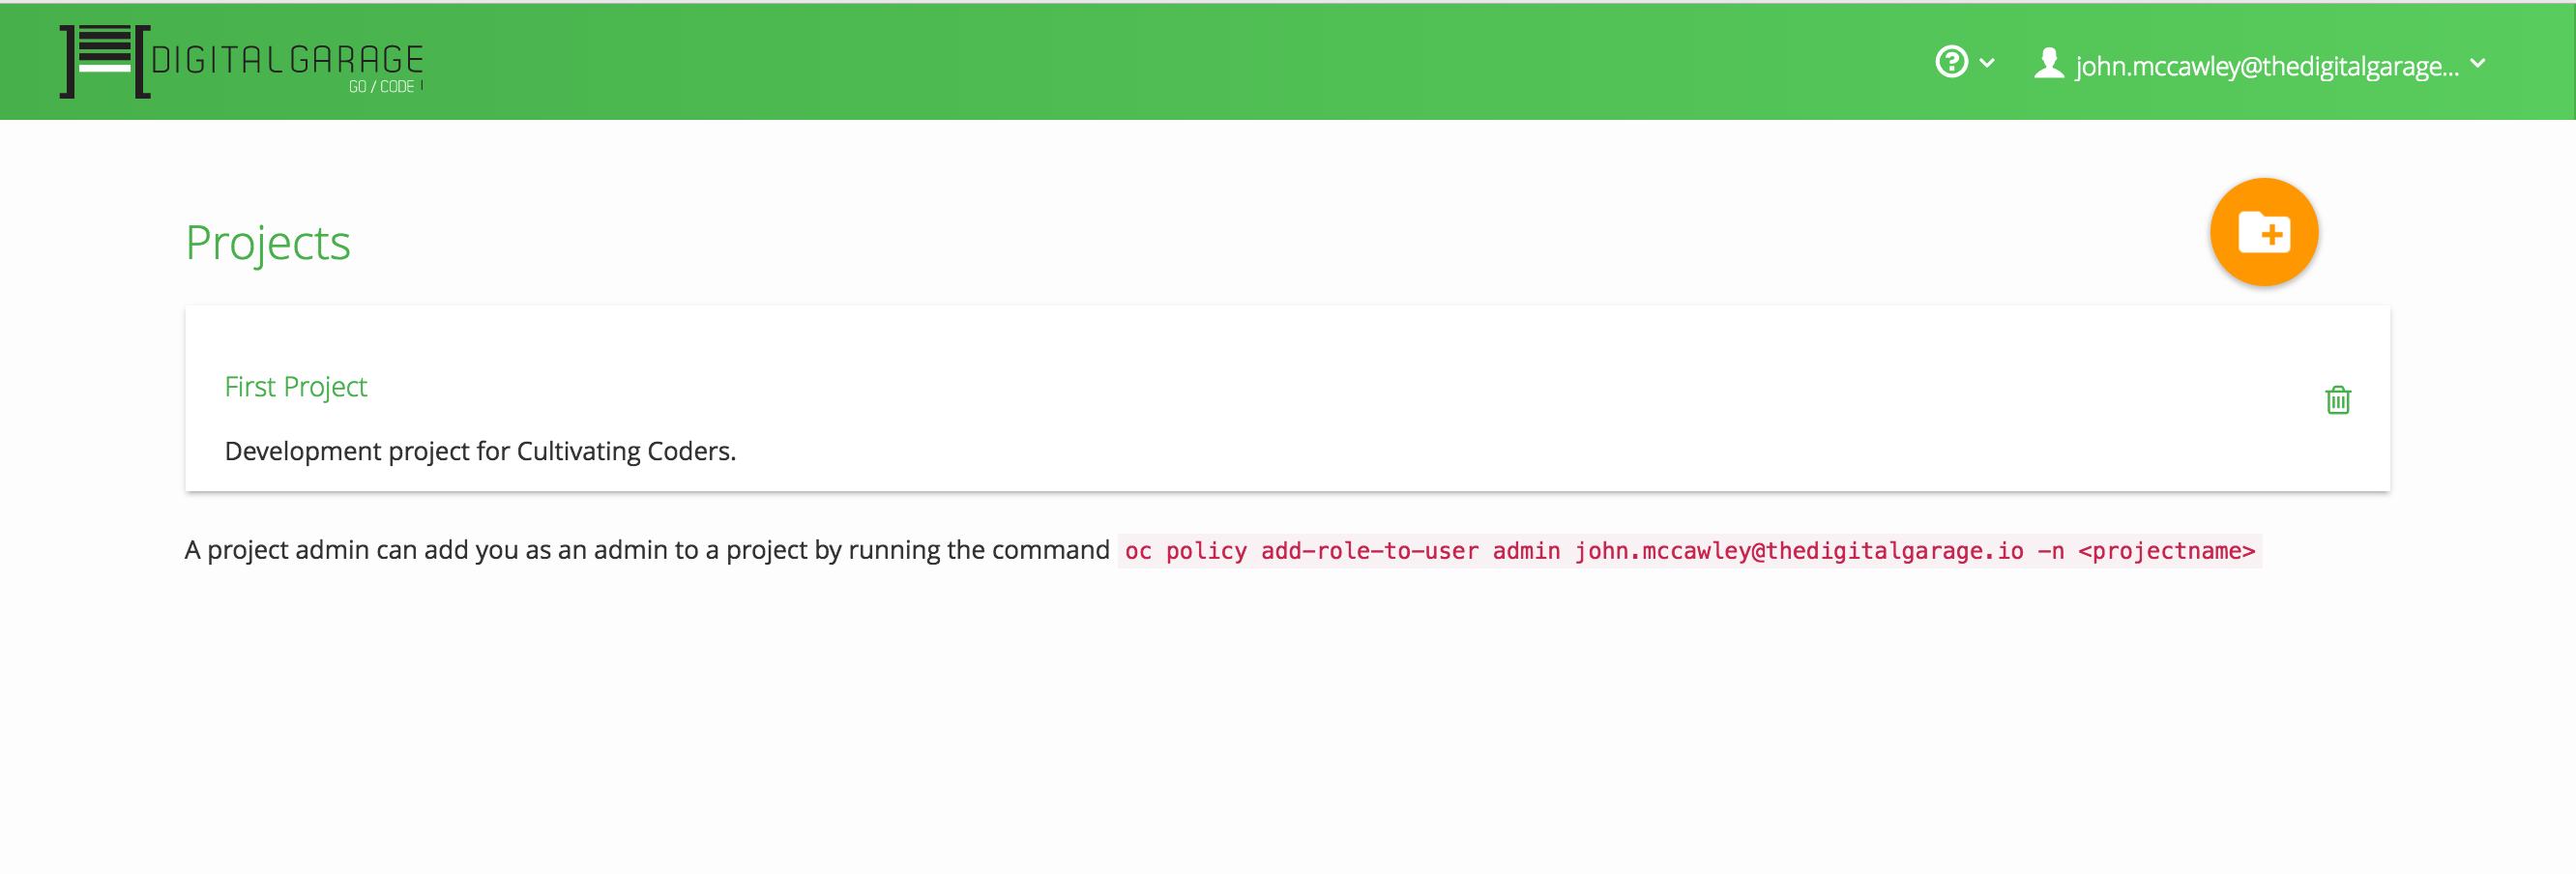 DIGITAL GARAGE
GO / CODE
john.mccawley@thedigitalgarage...
Projects
First Project
Development project for Cultivating Coders.
A project admin can add you as an admin to a project by running the command oc policy add-role-to-user admin john.mccawley@thedigitalgarage.io -n <projectname>